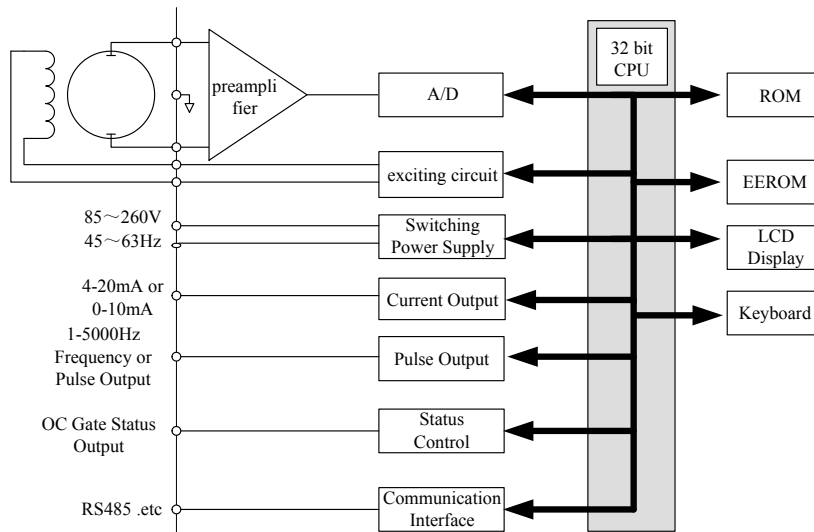 32 bit
CPU
preampli
fier
A/D
ROM
exciting circuit
EEROM
85～260V
45～63Hz
Switching
Power Supply
LCD
Display
4-20mA or
0-10mA
Current Output
Keyboard
1-5000Hz
Frequency or
Pulse Output
Pulse Output
OC Gate Status
Output
Status
Control
RS485 .etc
Communication
Interface